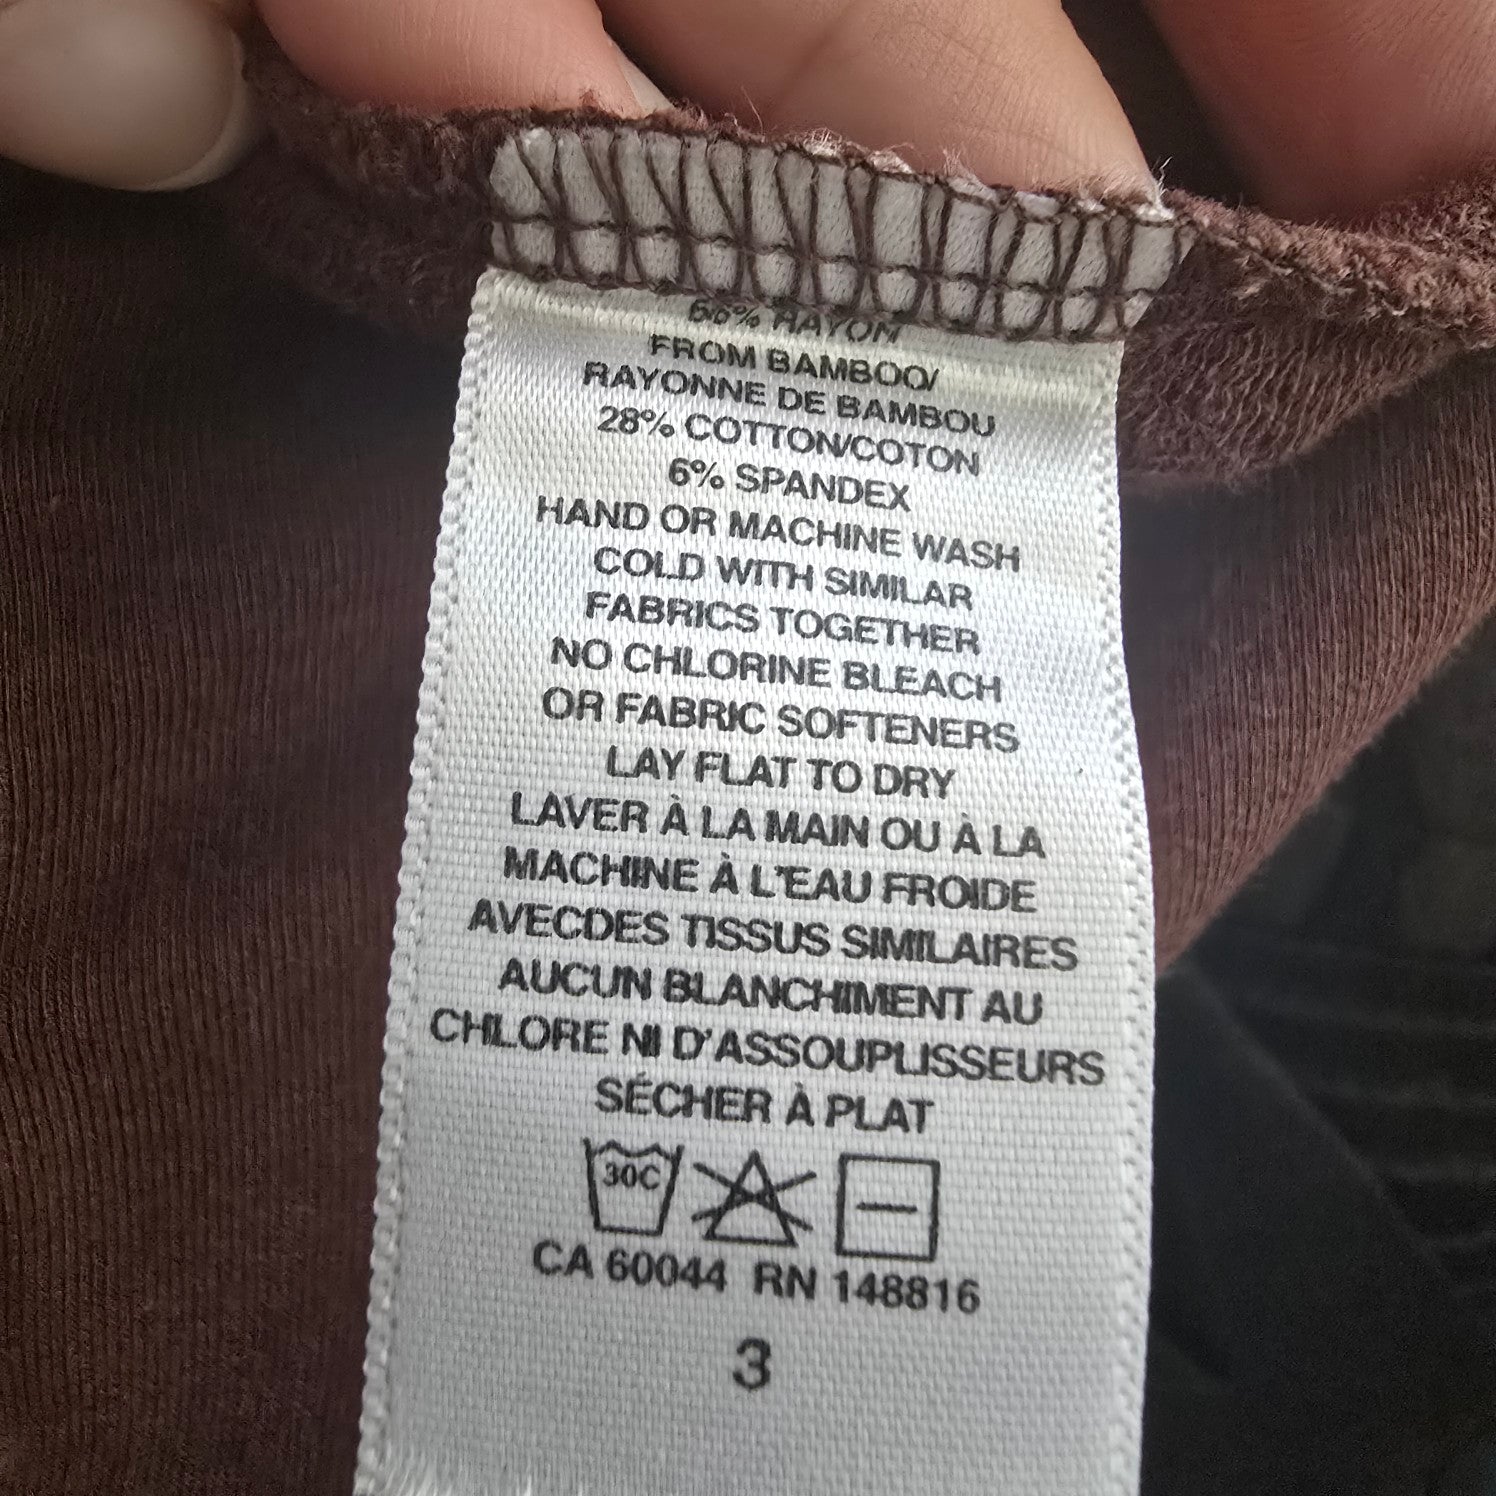 66% RAYON
FROM BAMBOO/
RAYONNE DE BAMBOU
28% COTTON/COTON
6% SPANDEX
HAND OR MACHINE WASH
COLD WITH SIMILAR
FABRICS TOGETHER
NO CHLORINE BLEACH
OR FABRIC SOFTENERS
LAY FLAT TO DRY
LAVER À LA MAIN OU À LA
MACHINE À L'EAU FROIDE
AVECDES TISSUS SIMILAIRES
AUCUN BLANCHIMENT AU
CHLORE NI D'ASSOUPLISSEURS
SÉCHER À PLAT
30C
CA 60044 RN 148816
3